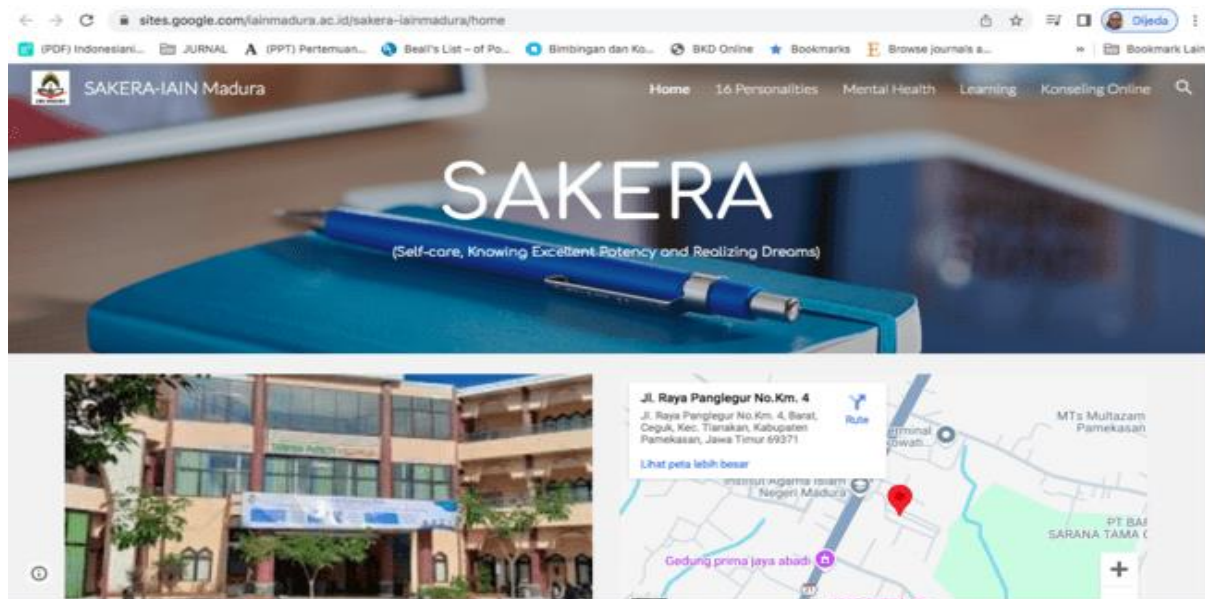 sites.google.com/iainmadura.ac.id/sakera-iainmadura/home
Dijeda
(PDF) Indonesiani...
JURNAL
(PPT) Pertemuan...
Beall's List – of Po...
Bimbingan dan Ko...
BKD Online
Bookmarks
Browse journals a...
»
Bookmark Lain
SAKERA-IAIN Madura
Home
16 Personalities
Mental Health
Learning
Konseling Online
SAKERA
(Self-care, Knowing Excellent Potency and Realizing Dreams)
Jl. Raya Panglegur No.Km. 4
Jl. Raya Panglegur No.Km. 4, Barat,
Ceguk, Kec. Tlanakan, Kabupaten
Pamekasan, Jawa Timur 69371
Rute
Lihat peta lebih besar
MTs Multazam
Pamekasan
Institut Agama Islam
Negeri Madura
PT BAR
SARANA TAMA
Gedung prima jaya abadi
+